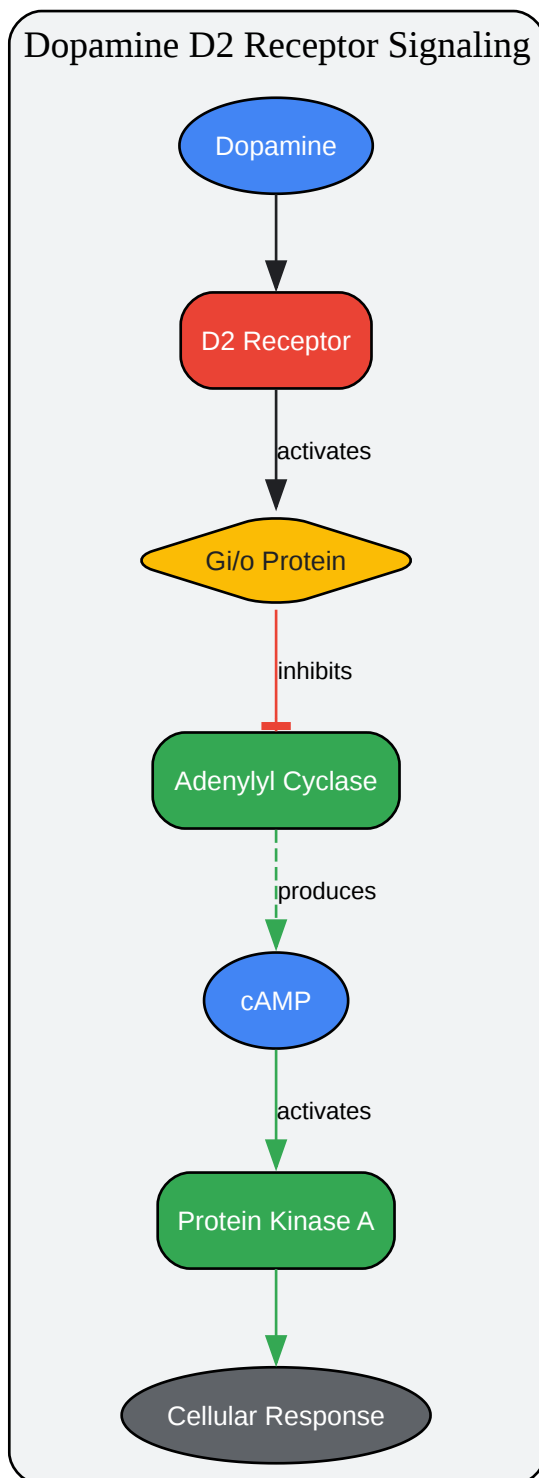 Dopamine D2 Receptor Signaling
Dopamine
D2 Receptor
activates
Gi/o Protein
inhibits
Adenylyl Cyclase
produces
cAMP
activates
Protein Kinase A
Cellular Response